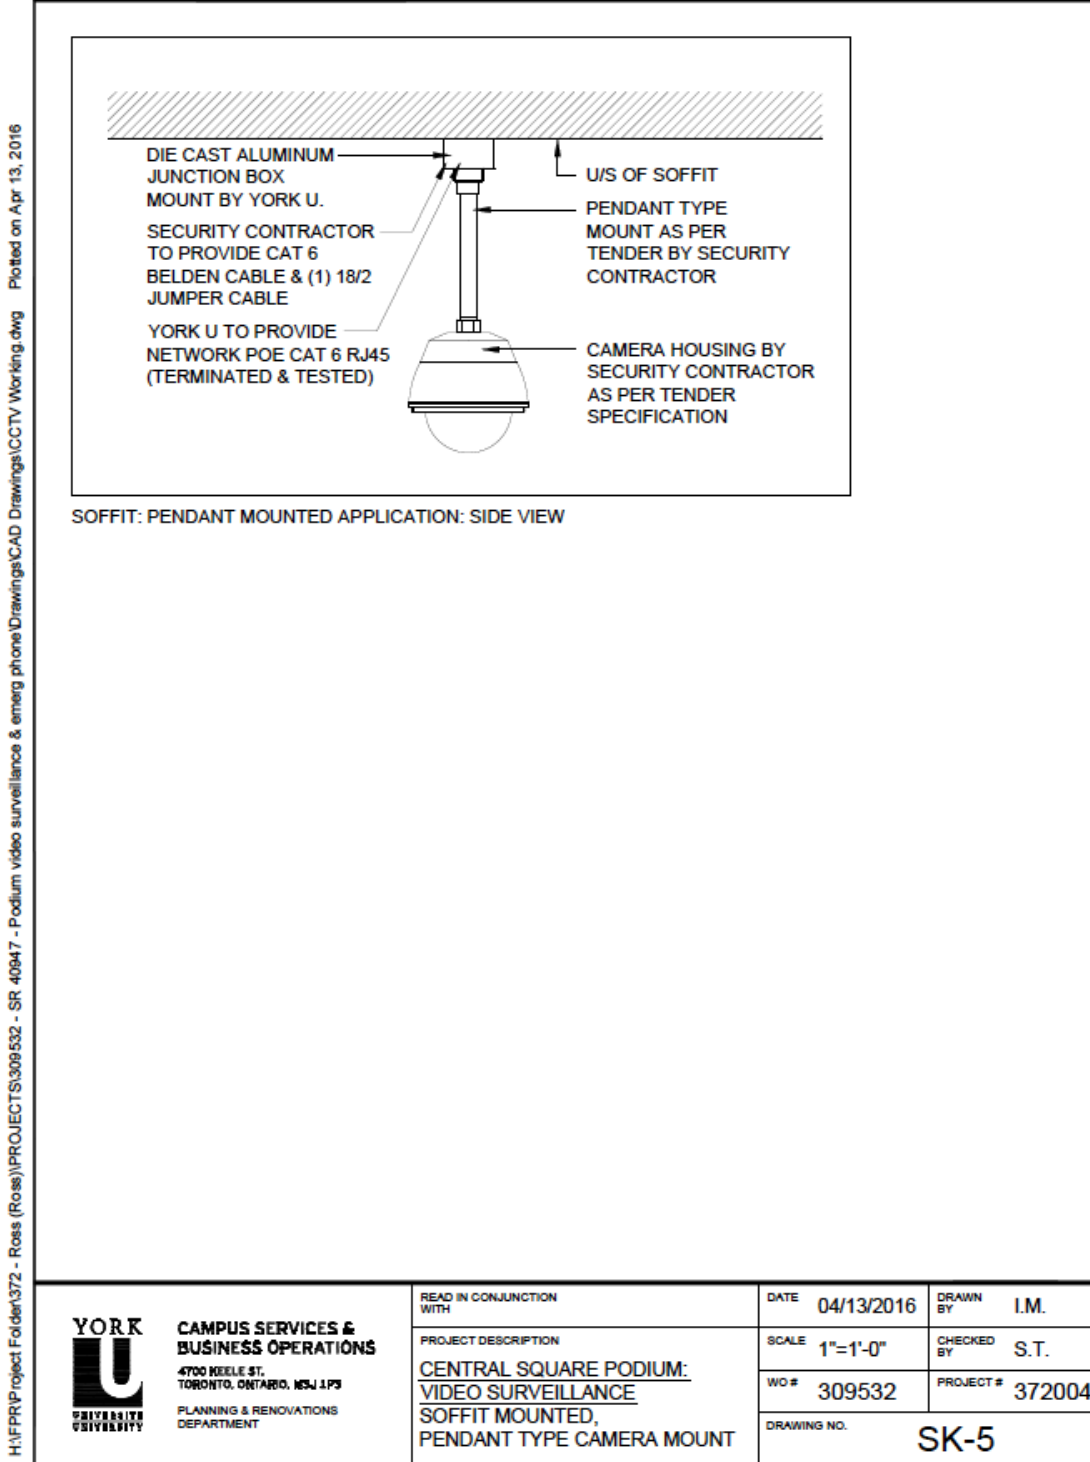 H:\FPR\Project Folder\372 - Ross (Ross)\PROJECTS\309532 - SR 40947 - Podium video surveillance & emerg phone\Drawings\CAD Drawings\CCTV Working.dwg    Plotted on Apr 13, 2016
DIE CAST ALUMINUM
JUNCTION BOX
MOUNT BY YORK U.
SECURITY CONTRACTOR
TO PROVIDE CAT 6
BELDEN CABLE & (1) 18/2
JUMPER CABLE
YORK U TO PROVIDE
NETWORK POE CAT 6 RJ45
(TERMINATED & TESTED)
U/S OF SOFFIT
PENDANT TYPE
MOUNT AS PER
TENDER BY SECURITY
CONTRACTOR
CAMERA HOUSING BY
SECURITY CONTRACTOR
AS PER TENDER
SPECIFICATION
SOFFIT: PENDANT MOUNTED APPLICATION: SIDE VIEW
YORK
U
UNIVERSITÉ
UNIVERSITY
CAMPUS SERVICES &
BUSINESS OPERATIONS
4700 KEELE ST.
TORONTO, ONTARIO, M3J 1P3
PLANNING & RENOVATIONS
DEPARTMENT
READ IN CONJUNCTION
WITH
PROJECT DESCRIPTION
CENTRAL SQUARE PODIUM:
VIDEO SURVEILLANCE
SOFFIT MOUNTED,
PENDANT TYPE CAMERA MOUNT
DATE 04/13/2016
DRAWN BY I.M.
SCALE 1"=1'-0"
CHECKED BY S.T.
WO # 309532
PROJECT # 372004
DRAWING NO. SK-5